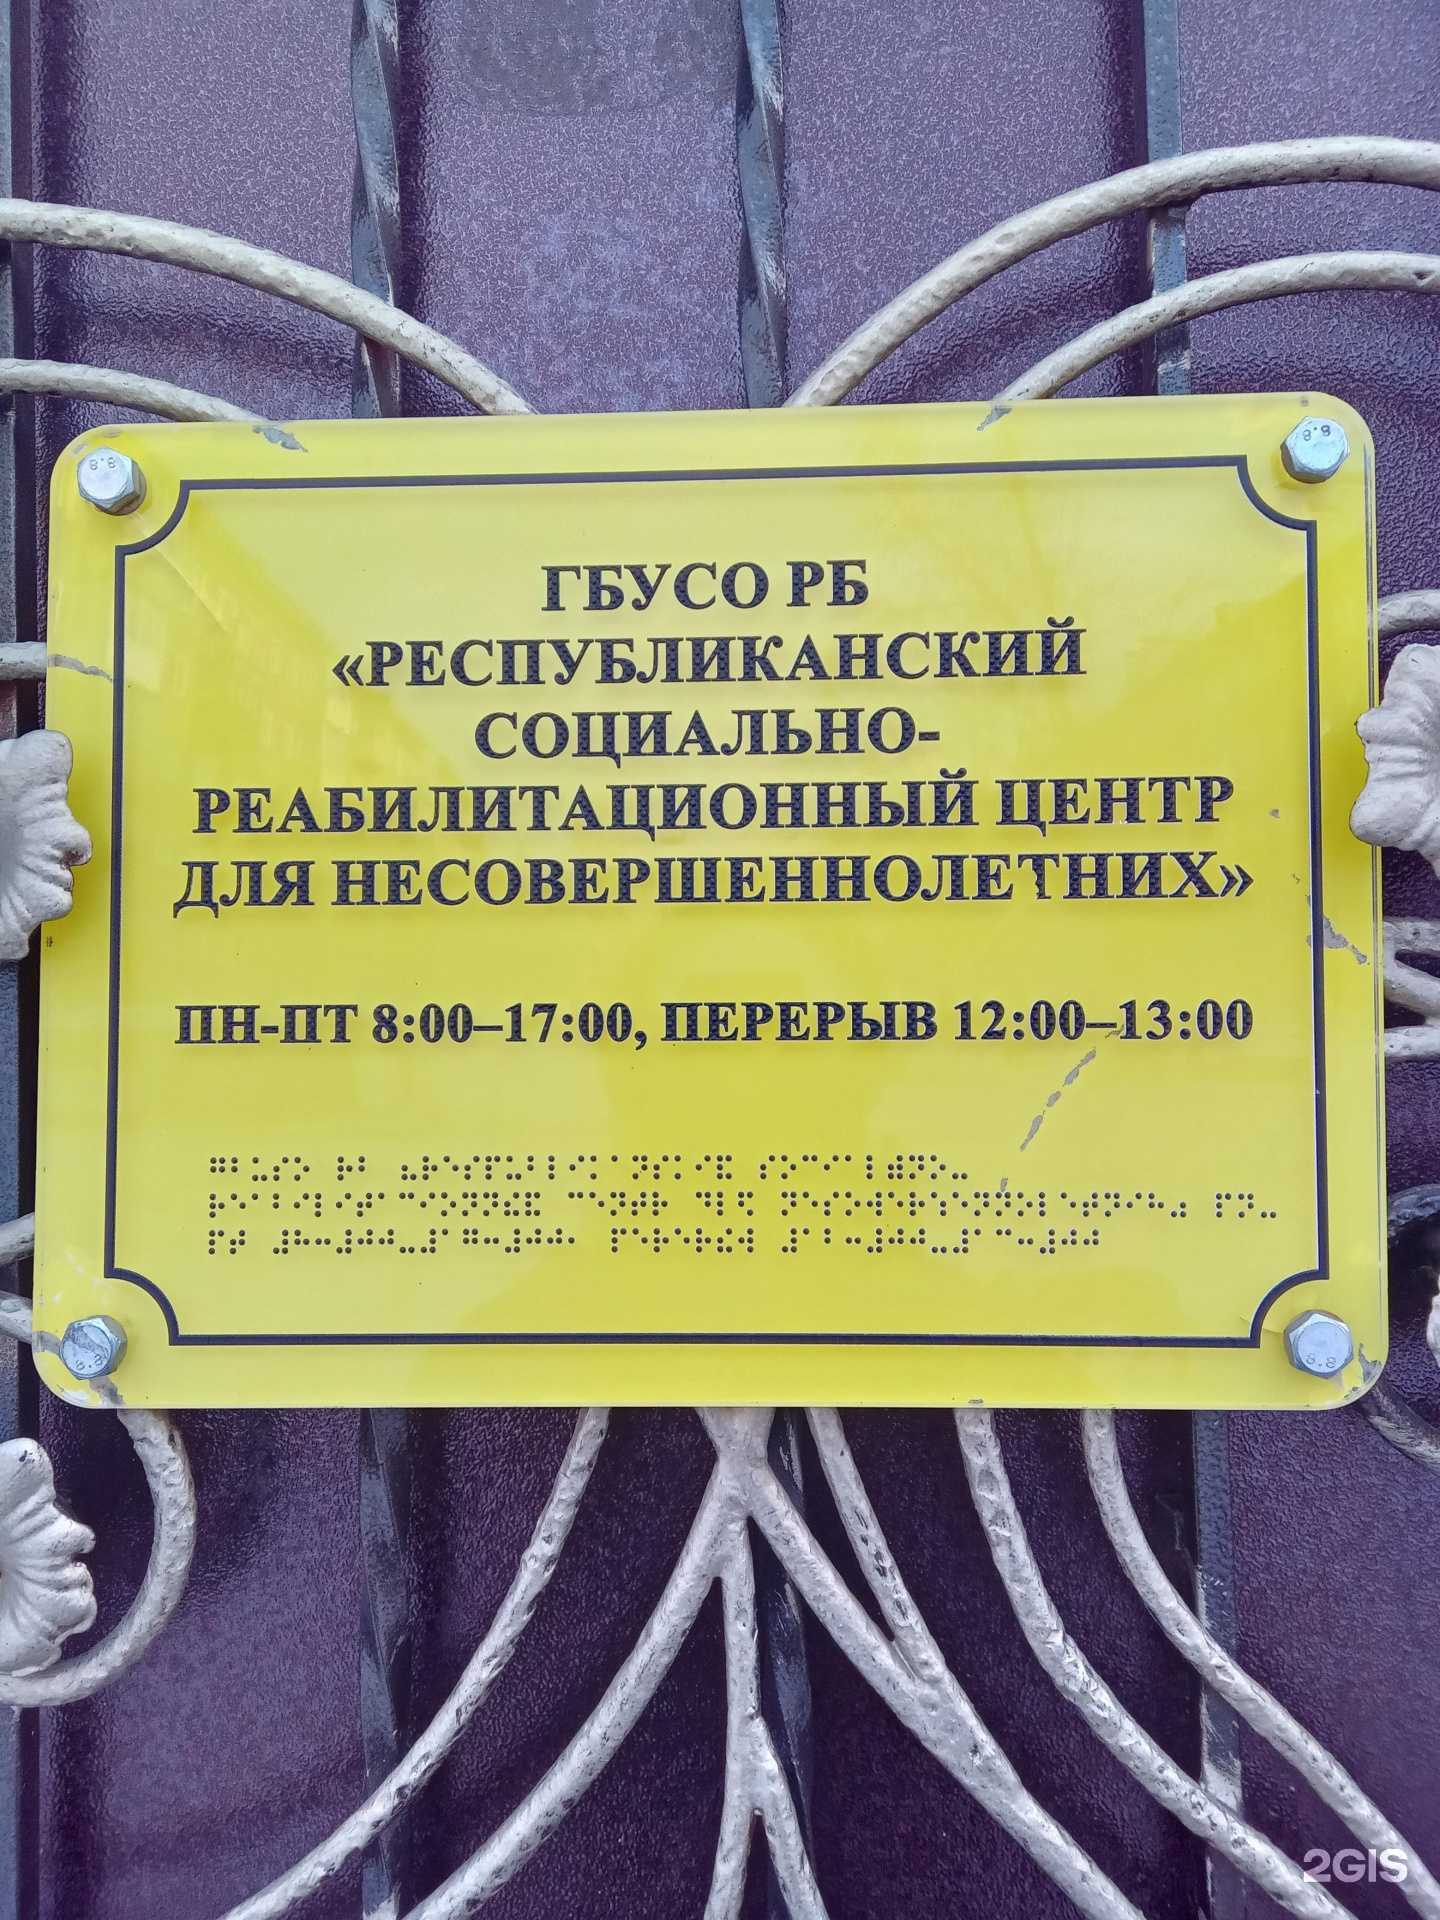 ГБУСО РБ
«РЕСПУБЛИКАНСКИЙ
СОЦИАЛЬНО-
РЕАБИЛИТАЦИОННЫЙ ЦЕНТР
ДЛЯ НЕСОВЕРШЕННОЛЕТНИХ»
ПН-ПТ 8:00–17:00, ПЕРЕРЫВ 12:00–13:00
2GIS